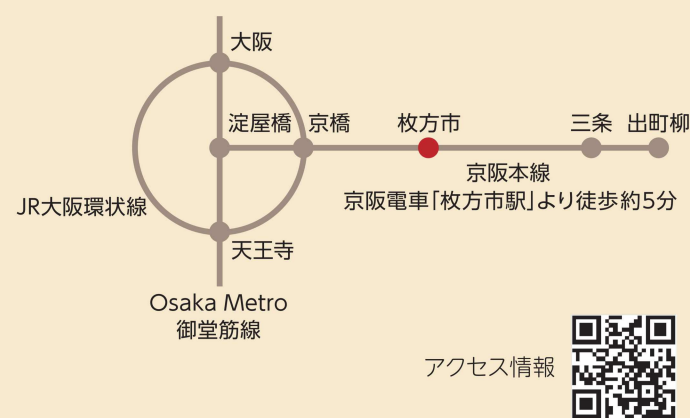 大阪
淀屋橋
京橋
枚方市
三条
出町柳
京阪本線
京阪電車「枚方市駅」より徒歩約5分
JR大阪環状線
天王寺
Osaka Metro
御堂筋線
アクセス情報